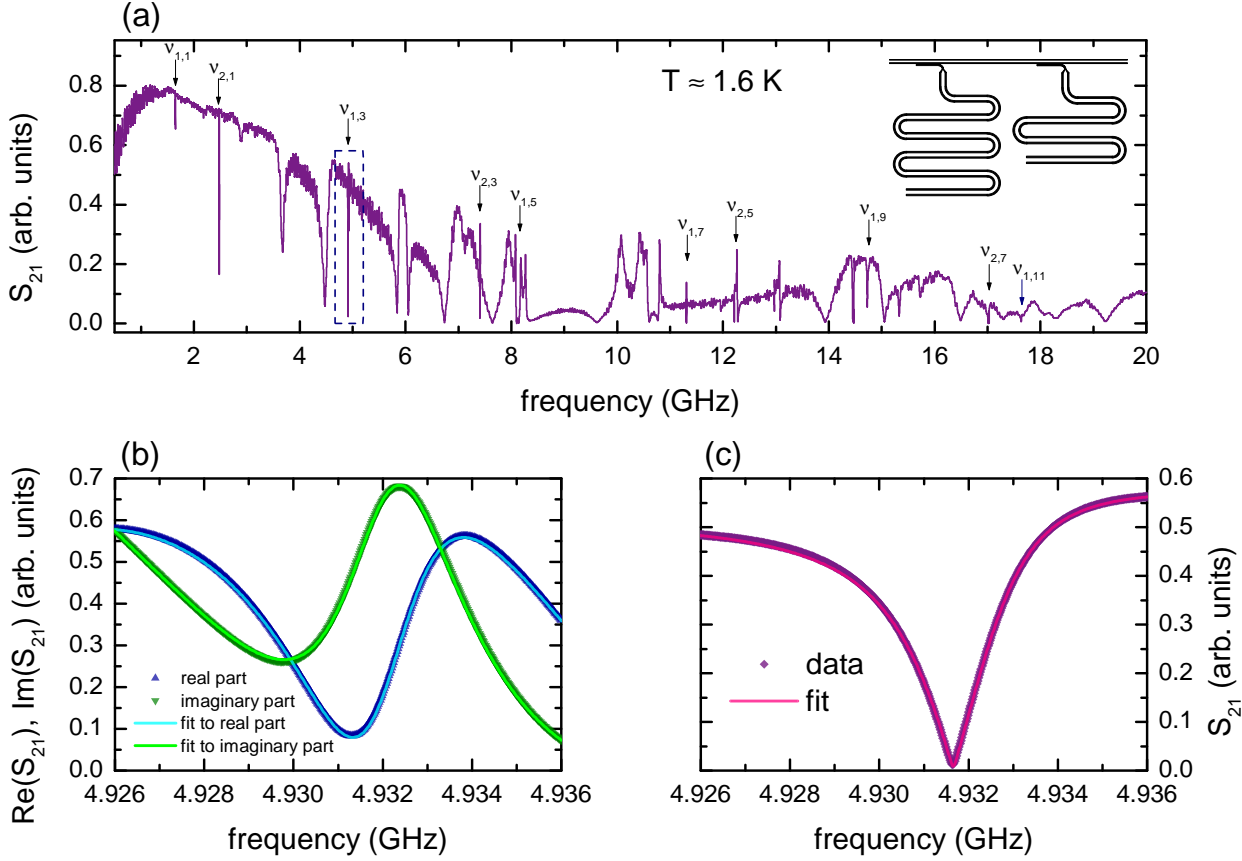 (a)
S21 (arb. units)
0.8
0.6
0.4
0.2
0.0
ν1,1
ν2,1
ν1,3
ν2,3
ν1,5
ν1,7
ν2,5
ν1,9
ν2,7
ν1,11
T ≈ 1.6 K
2 4 6 8 10 12 14 16 18 20
frequency (GHz)
(b)
Re(S21), Im(S21) (arb. units)
0.7
0.6
0.5
0.4
0.3
0.2
0.1
0.0
real part
imaginary part
fit to real part
fit to imaginary part
4.926 4.928 4.930 4.932 4.934 4.936
frequency (GHz)
(c)
0.6
0.5
0.4
0.3
0.2
0.1
0.0
S21 (arb. units)
data
fit
4.926 4.928 4.930 4.932 4.934 4.936
frequency (GHz)